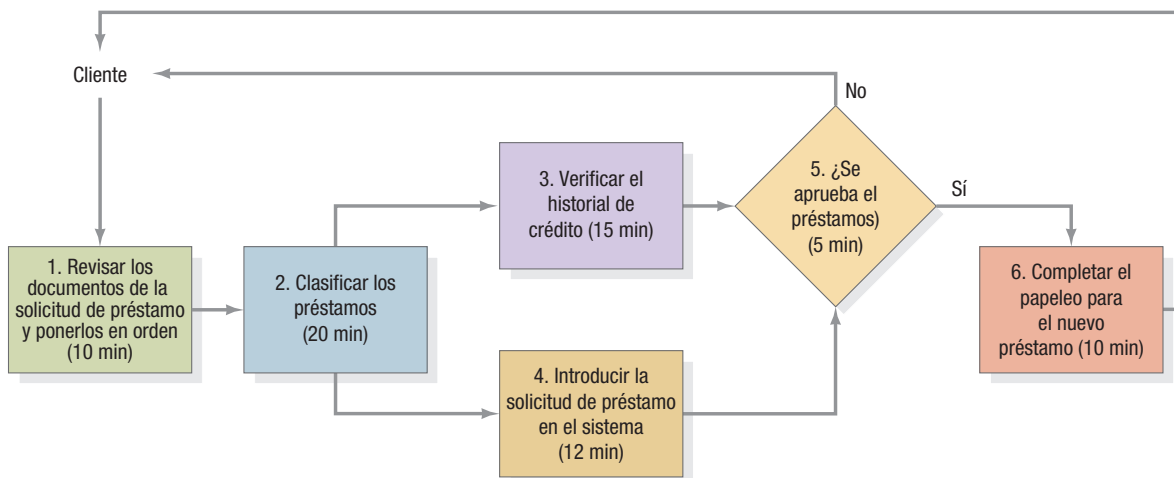 Cliente
No
3. Verificar el
historial de
crédito (15 min)
5. ¿Se
aprueba el
préstamos)
(5 min)
Sí
1. Revisar los
documentos de la
solicitud de préstamo
y ponerlos en orden
(10 min)
2. Clasificar los
préstamos
(20 min)
6. Completar el
papeleo para
el nuevo
préstamo (10 min)
4. Introducir la
solicitud de préstamo
en el sistema
(12 min)